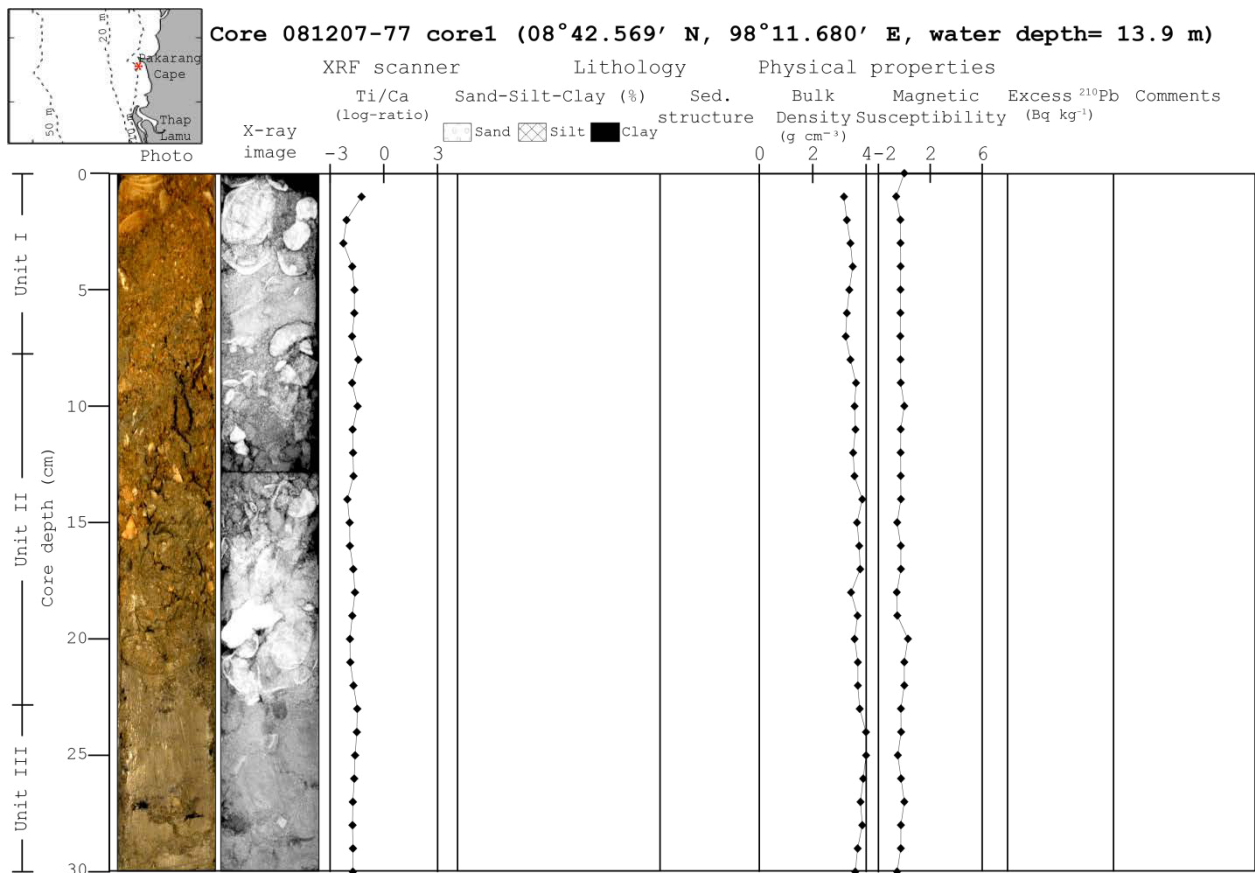 Core 081207-77 core1 (08°42.569′ N, 98°11.680′ E, water depth= 13.9 m)
20 m
50 m
Pakarang
Cape
Thap
Lamu
XRF scanner
Lithology
Physical properties
Photo
X-ray
image
Ti/Ca
(log-ratio)
Sand-Silt-Clay (%)
Sand
Silt
Clay
Sed.
structure
Bulk
Density
(g cm⁻³)
Magnetic
Susceptibility
Excess ²¹⁰Pb
(Bq kg⁻¹)
Comments
-3 0 3
0 2 4
-2 2 6
Unit I
Unit II
Unit III
Core depth (cm)
0
5
10
15
20
25
30